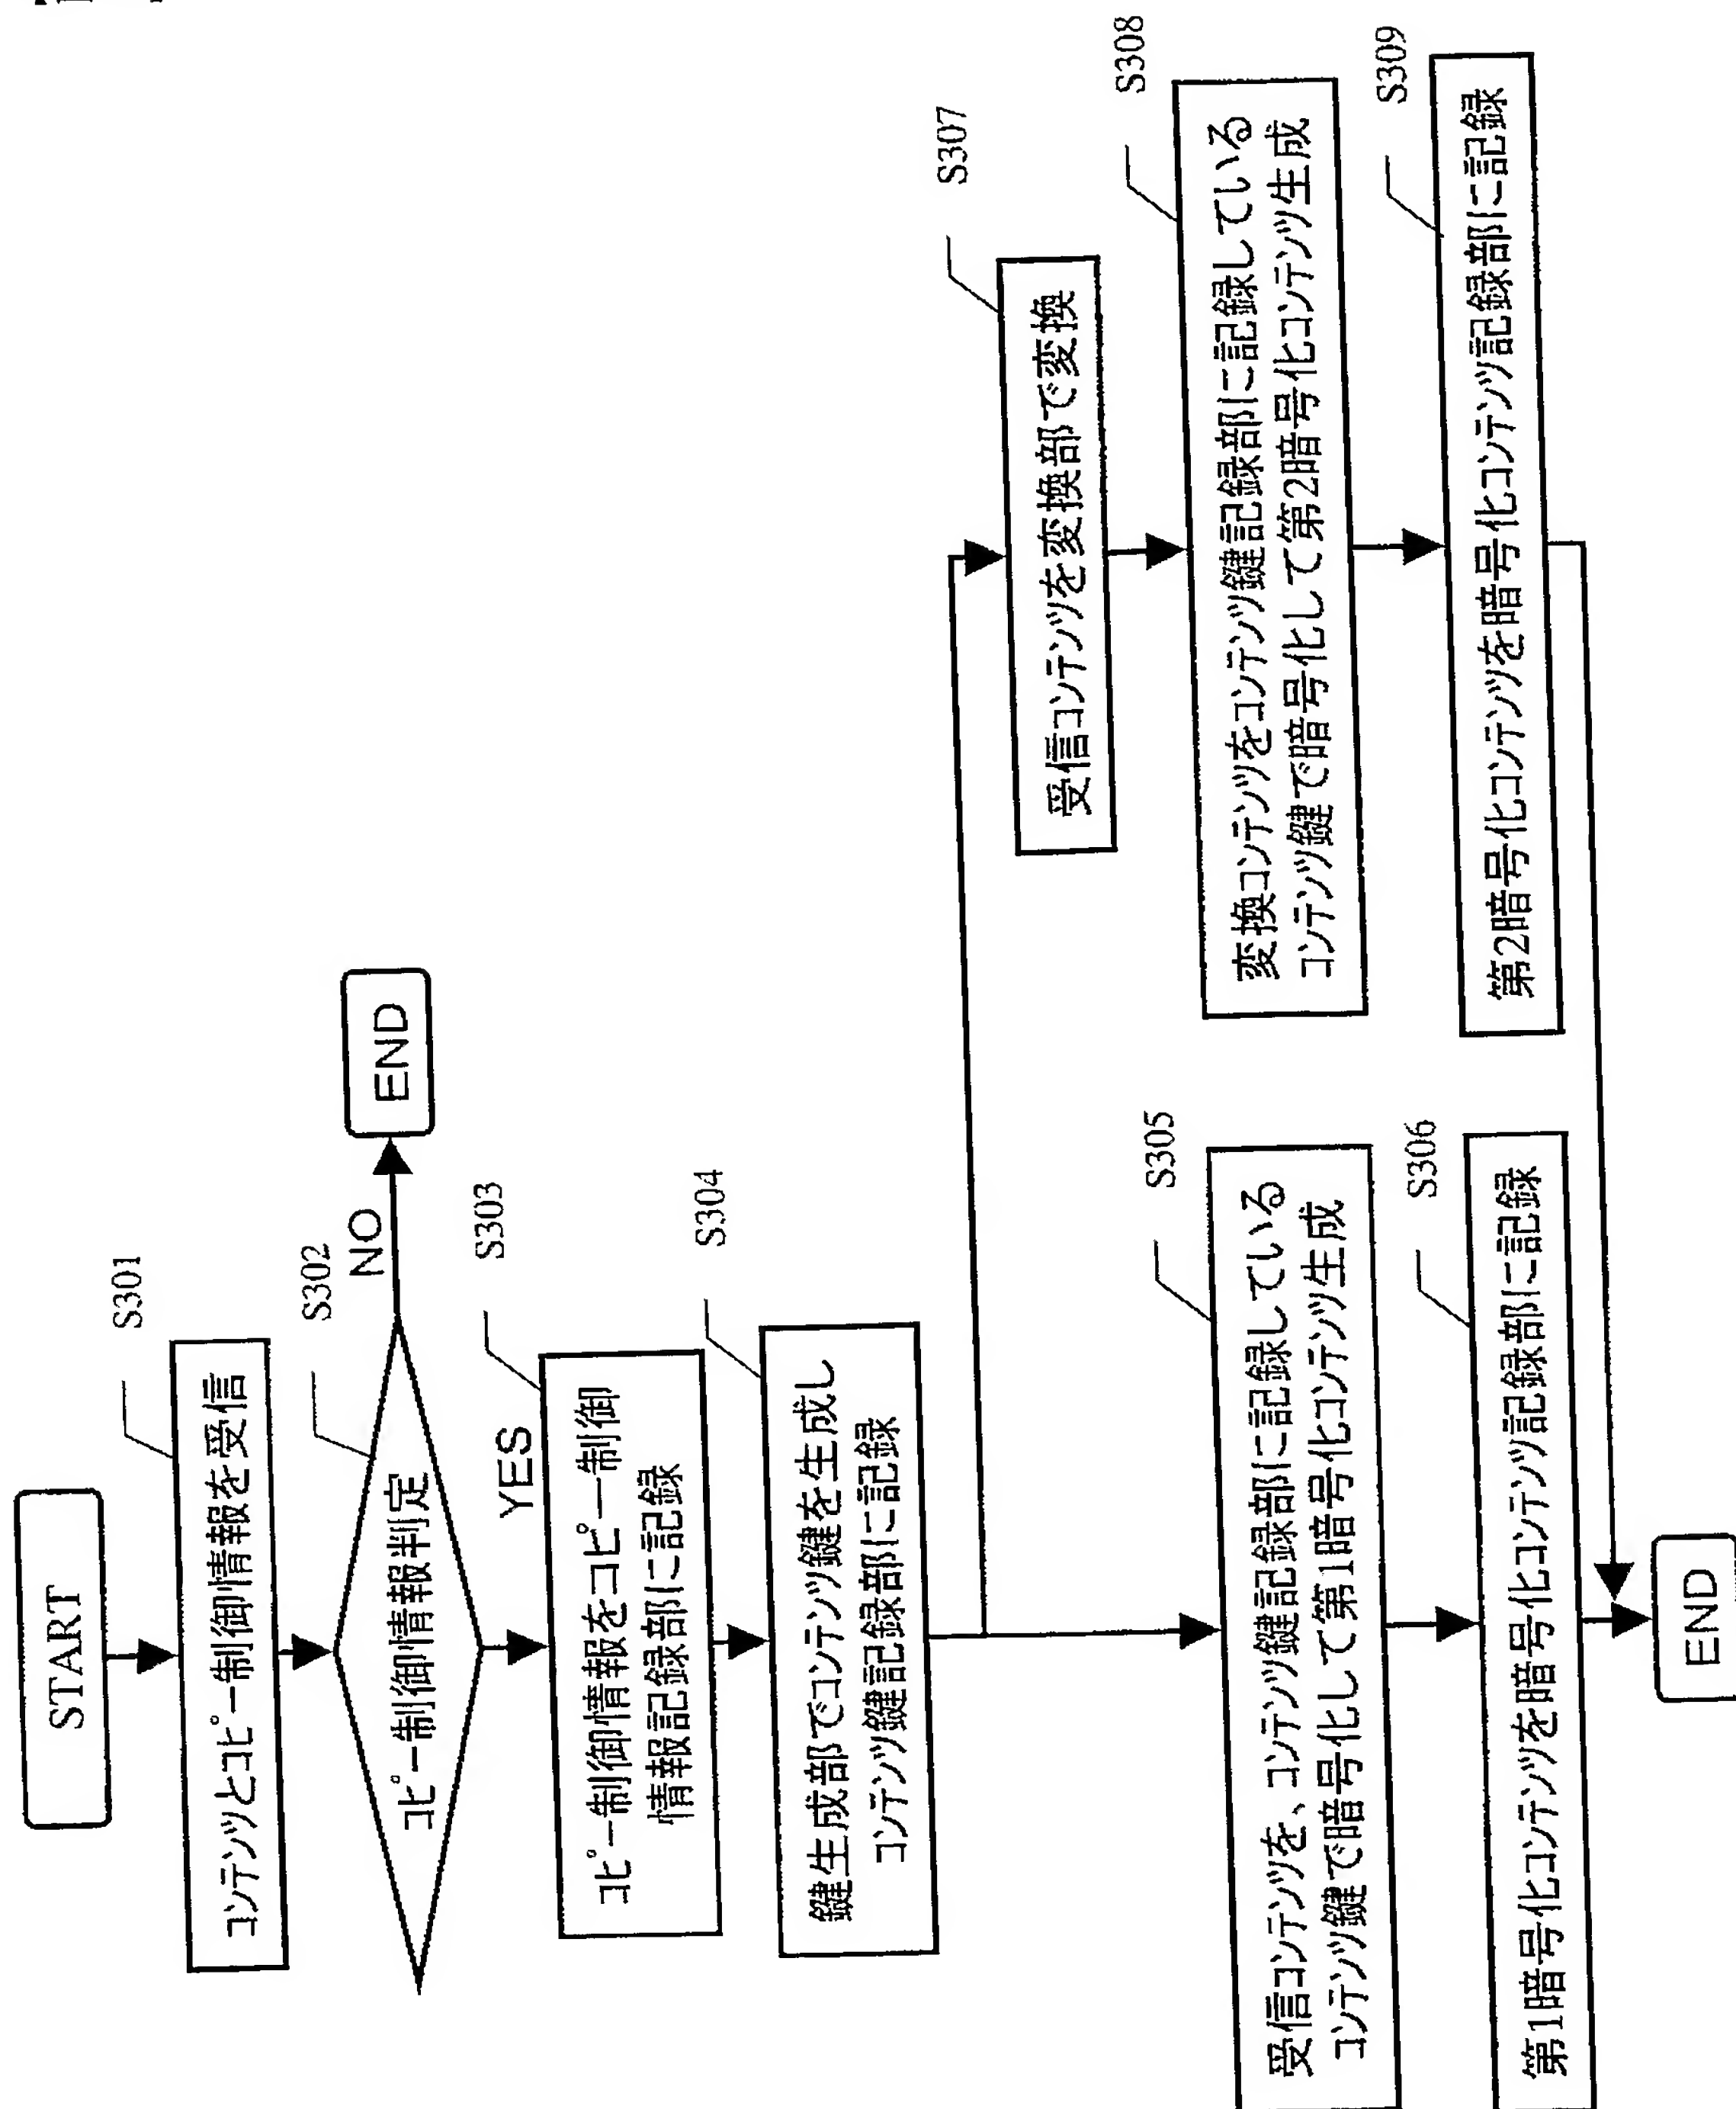 START
S301
コンテンツとコピー制御情報を受信
S302
コピー制御情報判定
NO
END
YES
S303
コピー制御情報をコピー制御
情報記録部に記録
S304
鍵生成部でコンテンツ鍵を生成し
コンテンツ鍵記録部に記録
S305
受信コンテンツを、コンテンツ鍵記録部に記録している
コンテンツ鍵で暗号化して第1暗号化コンテンツ生成
S306
第1暗号化コンテンツを暗号化コンテンツ記録部に記録
S307
受信コンテンツを変換部で変換
S308
変換コンテンツをコンテンツ鍵記録部に記録している
コンテンツ鍵で暗号化して第2暗号化コンテンツ生成
S309
第2暗号化コンテンツを暗号化コンテンツ記録部に記録
END